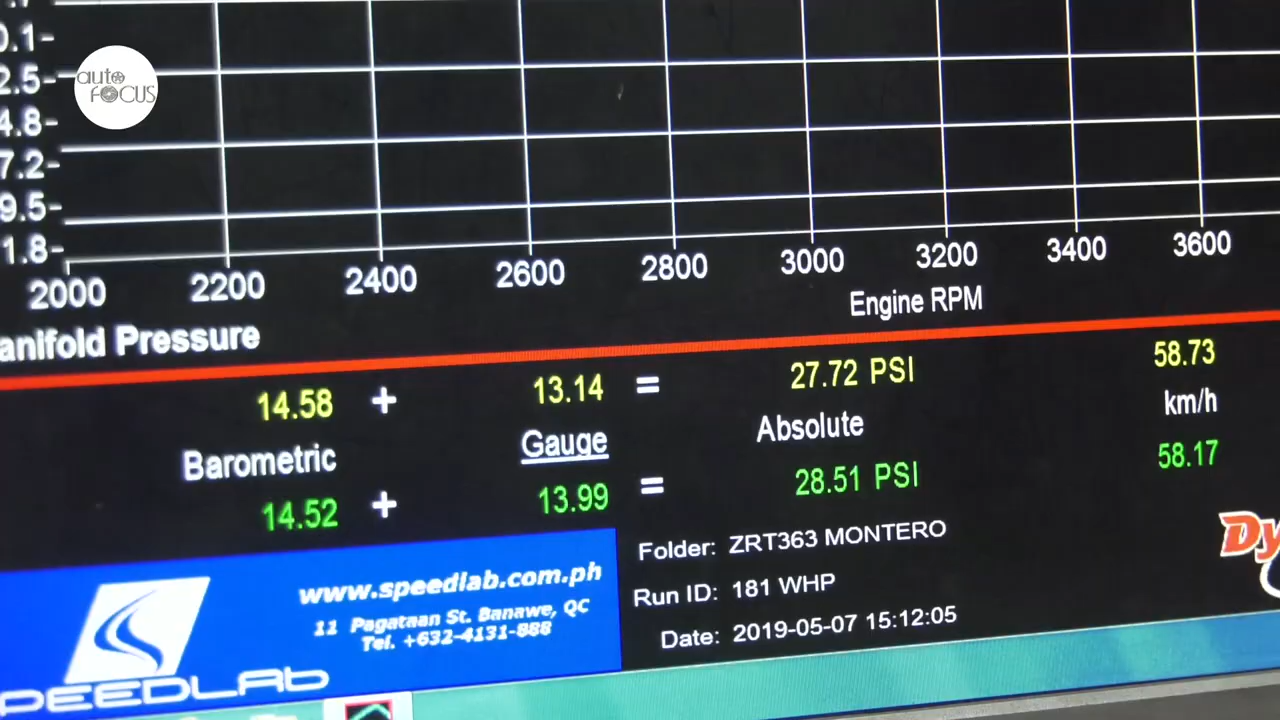 auto
FOCUS
0.1-
2.5-
4.8-
7.2-
9.5-
1.8-
2000 2200 2400 2600 2800 3000 3200 3400 3600
Engine RPM
anifold Pressure
14.58 + 13.14 = 27.72 PSI 58.73
Barometric Gauge Absolute km/h
14.52 + 13.99 = 28.51 PSI 58.17
www.speedlab.com.ph
11 Pagataan St. Banawe, QC
Tel. +632-4131-888
PEEDLAB
Folder: ZRT363 MONTERO
Run ID: 181 WHP
Date: 2019-05-07 15:12:05
Dy